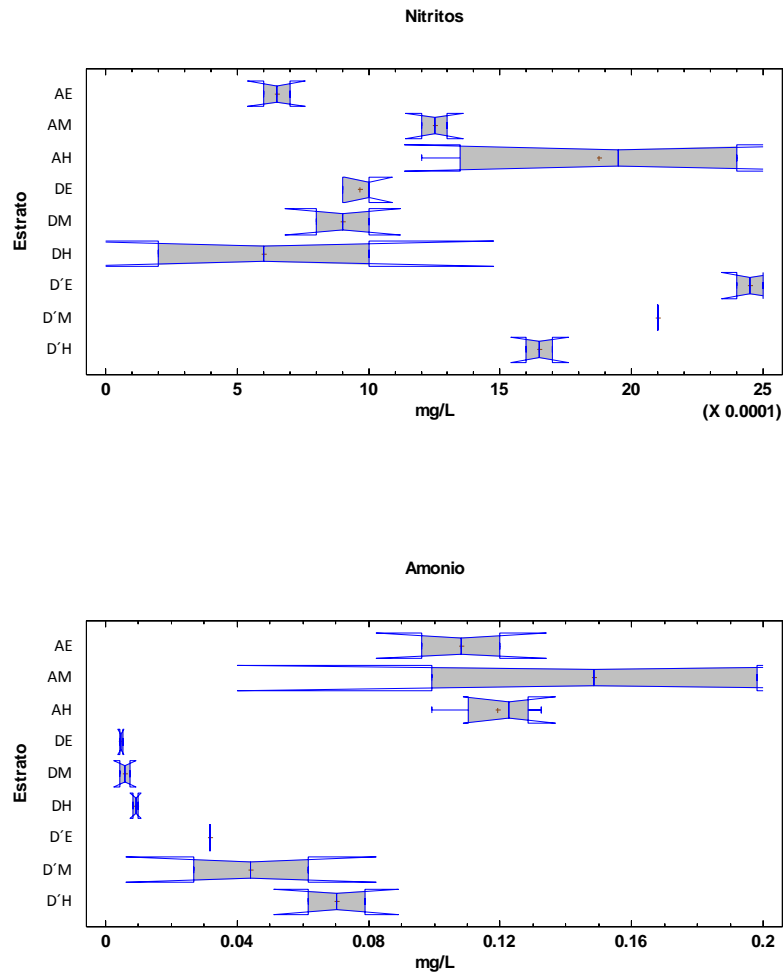 Nitritos
Estrato
AE
AM
AH
DE
DM
DH
D´E
D´M
D´H
0 5 10 15 20 25
mg/L (X 0.0001)
Amonio
Estrato
AE
AM
AH
DE
DM
DH
D´E
D´M
D´H
0 0.04 0.08 0.12 0.16 0.2
mg/L